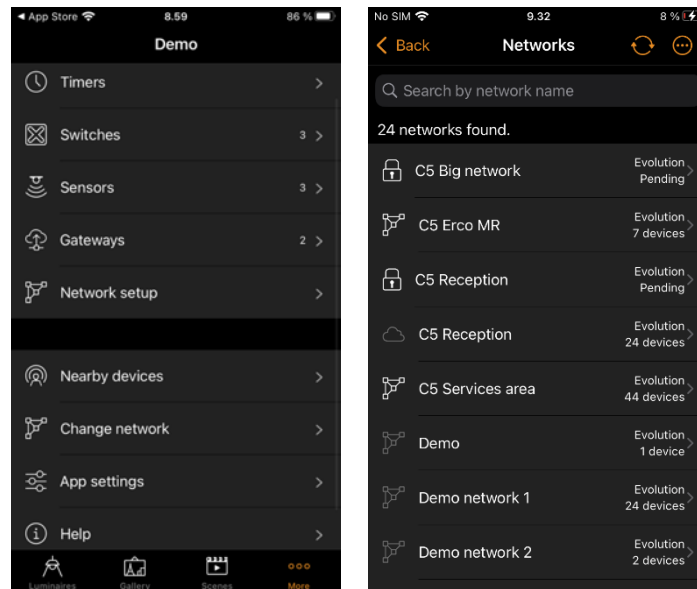 App Store
8.59
86 %
Demo
Timers
Switches
3
Sensors
3
Gateways
2
Network setup
Nearby devices
Change network
App settings
Help
Luminaires
Gallery
Scenes
More
No SIM
9.32
8 %
Back
Networks
Search by network name
24 networks found.
C5 Big network
Evolution
Pending
C5 Erco MR
Evolution
7 devices
C5 Reception
Evolution
Pending
C5 Reception
Evolution
24 devices
C5 Services area
Evolution
44 devices
Demo
Evolution
1 device
Demo network 1
Evolution
24 devices
Demo network 2
Evolution
2 devices